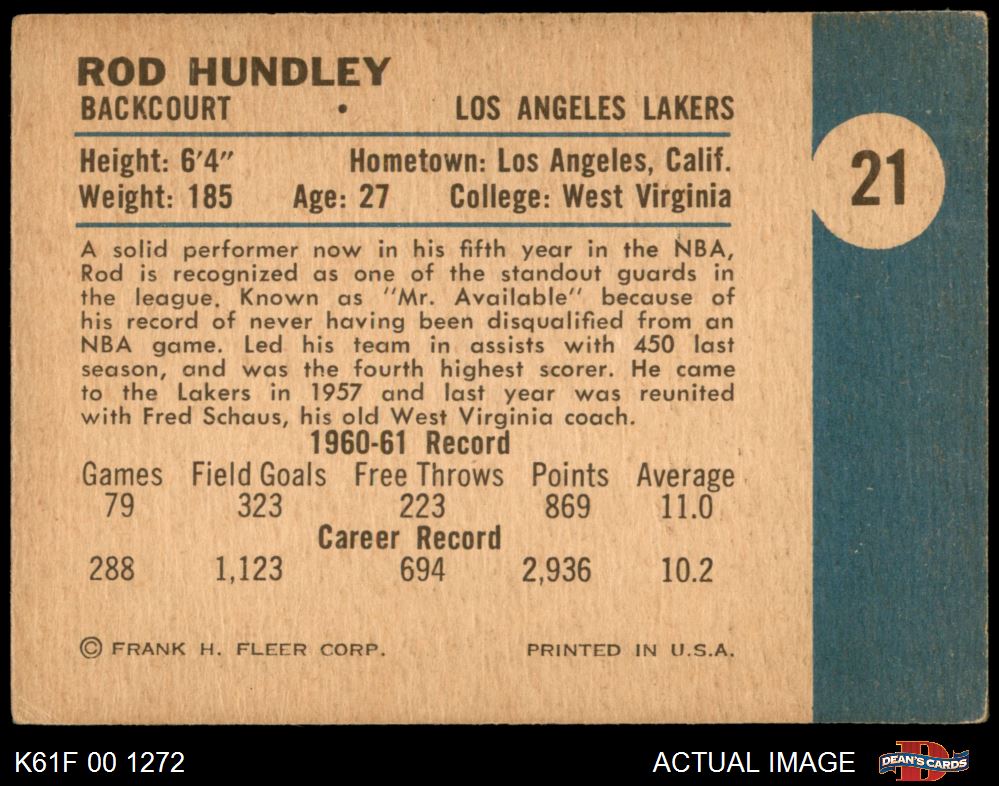 ROD HUNDLEY
BACKCOURT • LOS ANGELES LAKERS
21
Height: 6'4" Hometown: Los Angeles, Calif.
Weight: 185 Age: 27 College: West Virginia
A solid performer now in his fifth year in the NBA,
Rod is recognized as one of the standout guards in
the league. Known as "Mr. Available" because of
his record of never having been disqualified from an
NBA game. Led his team in assists with 450 last
season, and was the fourth highest scorer. He came
to the Lakers in 1957 and last year was reunited
with Fred Schaus, his old West Virginia coach.
1960-61 Record
Games Field Goals Free Throws Points Average
79 323 223 869 11.0
Career Record
288 1,123 694 2,936 10.2
© FRANK H. FLEER CORP. PRINTED IN U.S.A.
K61F 00 1272 ACTUAL IMAGE D DEAN'S CARDS